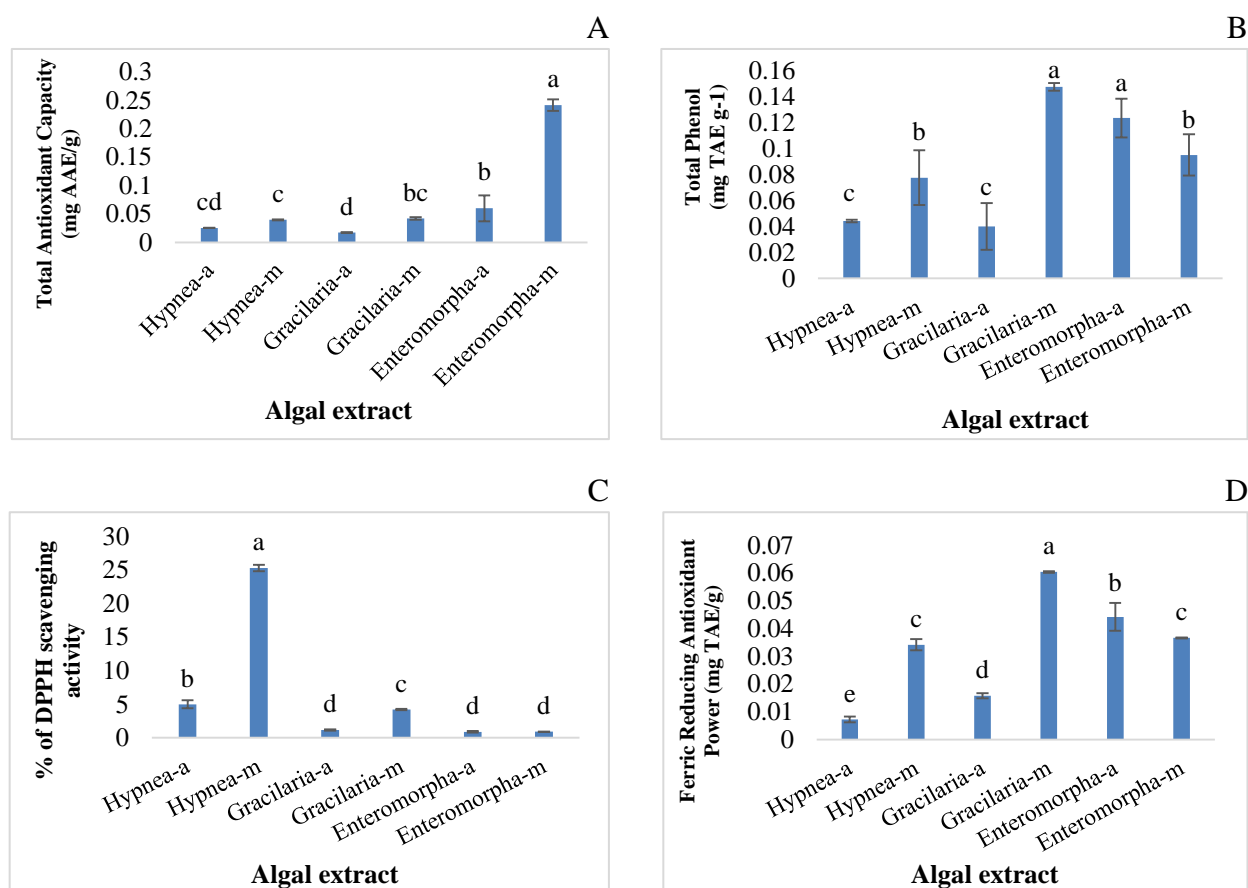 A
Total Antioxidant Capacity
(mg AAE/g)
0.3
0.25
0.2
0.15
0.1
0.05
0
cd
c
d
bc
b
a
Hypnea-a
Hypnea-m
Gracilaria-a
Gracilaria-m
Enteromorpha-a
Enteromorpha-m
Algal extract
B
Total Phenol
(mg TAE g-1)
0.16
0.14
0.12
0.1
0.08
0.06
0.04
0.02
0
c
b
c
a
a
b
Hypnea-a
Hypnea-m
Gracilaria-a
Gracilaria-m
Enteromorpha-a
Enteromorpha-m
Algal extract
C
% of DPPH scavenging
activity
30
25
20
15
10
5
0
b
a
d
c
d
d
Hypnea-a
Hypnea-m
Gracilaria-a
Gracilaria-m
Enteromorpha-a
Enteromorpha-m
Algal extract
D
Ferric Reducing Antioxidant
Power (mg TAE/g)
0.07
0.06
0.05
0.04
0.03
0.02
0.01
0
e
c
d
a
b
c
Hypnea-a
Hypnea-m
Gracilaria-a
Gracilaria-m
Enteromorpha-a
Enteromorpha-m
Algal extract